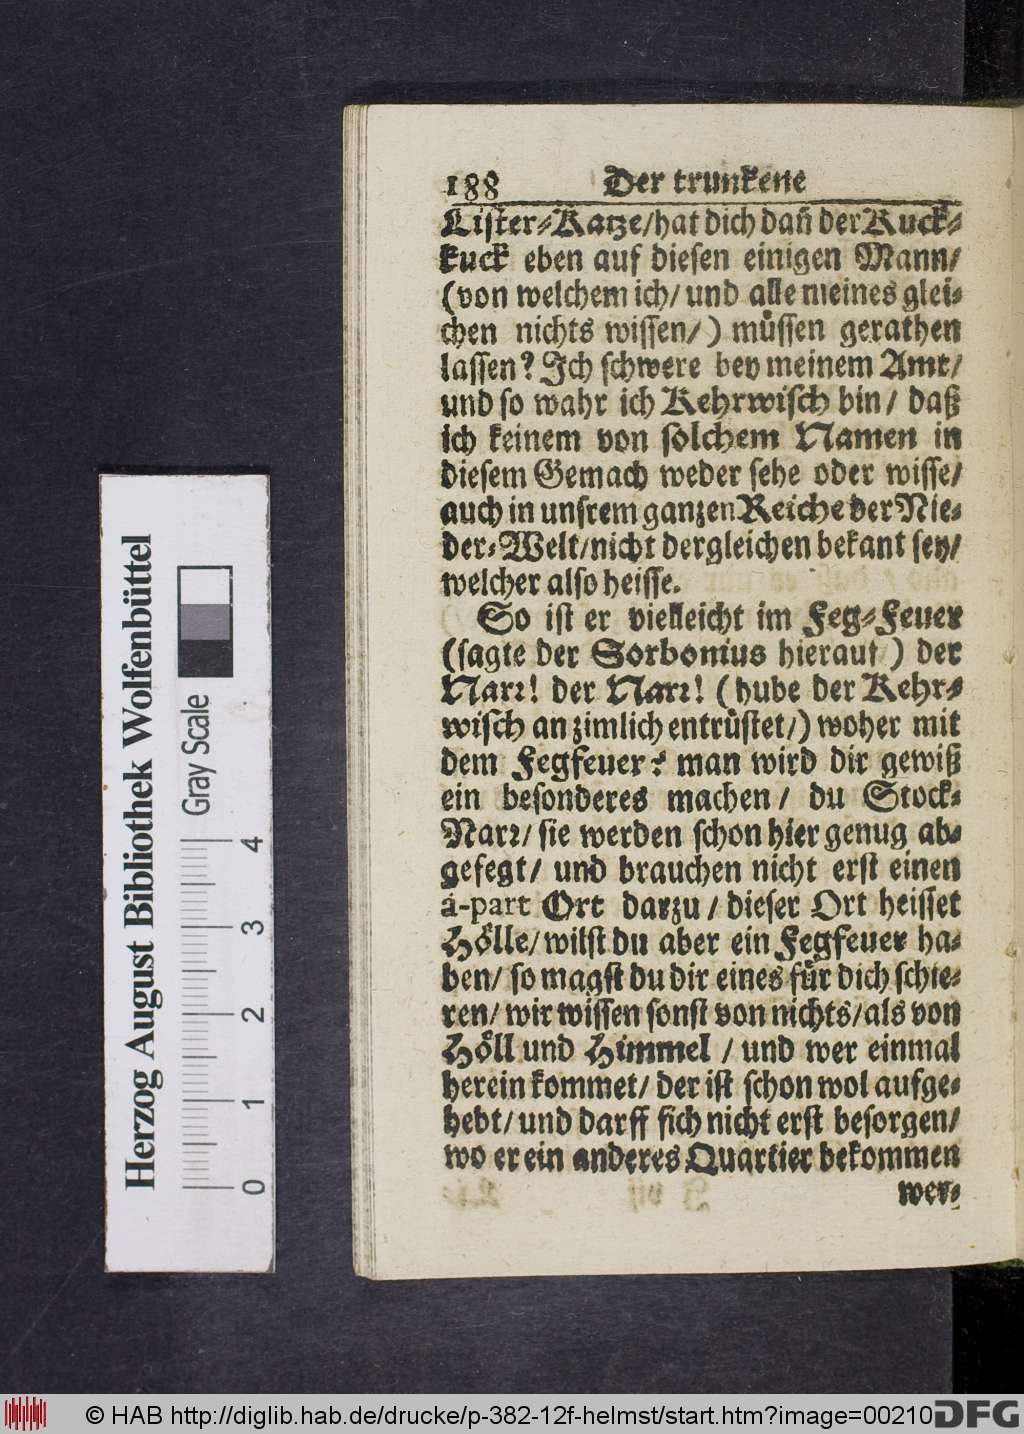 188 Der trunkene
Lister-Katze/hat dich dañ der Kuck-
kuck eben auf diesen einigen Mann/
(von welchem ich/ und alle meines glei-
chen nichts wissen/) müssen gerathen
lassen? Ich schwere bey meinem Amt/
und so wahr ich Kehrwisch bin/ daß
ich keinem von solchem Namen in
diesem Gemach weder sehe oder wisse/
auch in unsrem ganzen Reiche der Nie-
der-Welt/nicht dergleichen bekant sey/
welcher also heisse.
So ist er vielleicht im Feg-Feuer
(sagte der Sorbonius hierauf) der
Narr! der Narr! (hube der Kehr-
wisch an zimlich entrüstet/) woher mit
dem Fegfeuer? man wird dir gewiß
ein besonderes machen/ du Stock-
Narr/ sie werden schon hier genug ab-
gefegt/ und brauchen nicht erst einen
á-part Ort darzu/ dieser Ort heisset
Hölle/ wilst du aber ein Fegfeuer ha-
ben/ so magst du dir eines für dich schie-
ren/ wir wissen sonst von nichts/als von
Höll und Himmel / und wer einmal
herein kommet/ der ist schon wol aufge-
hebt/ und darff sich nicht erst besorgen/
wo er ein anderes Quartier bekommen
wer-
Herzog August Bibliothek Wolfenbüttel
Gray Scale
0 1 2 3 4
© HAB http://diglib.hab.de/drucke/p-382-12f-helmst/start.htm?image=00210
DFG